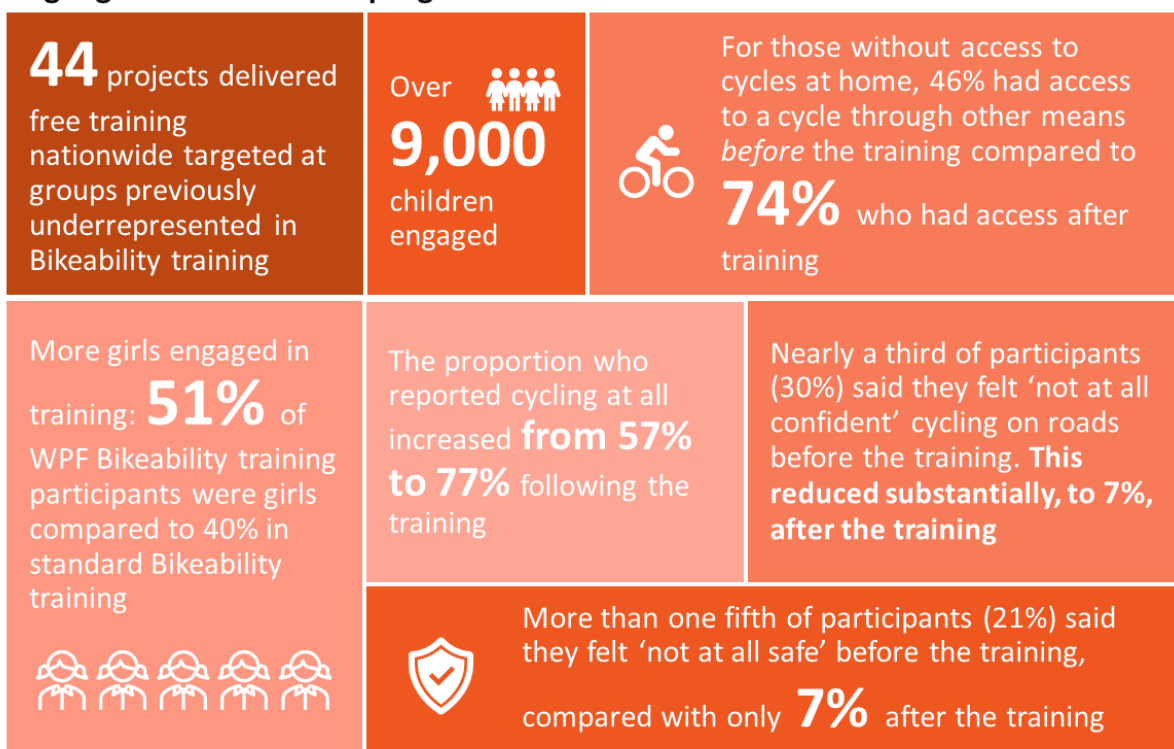 44 projects delivered
free training
nationwide targeted at
groups previously
underrepresented in
Bikeability training
Over
9,000
children
engaged
For those without access to
cycles at home, 46% had access
to a cycle through other means
before the training compared to
74% who had access after
training
More girls engaged in
training: 51% of
WPF Bikeability training
participants were girls
compared to 40% in
standard Bikeability
training
The proportion who
reported cycling at all
increased from 57%
to 77% following the
training
Nearly a third of participants
(30%) said they felt ‘not at all
confident’ cycling on roads
before the training. This
reduced substantially, to 7%,
after the training
More than one fifth of participants (21%) said
they felt ‘not at all safe’ before the training,
compared with only 7% after the training